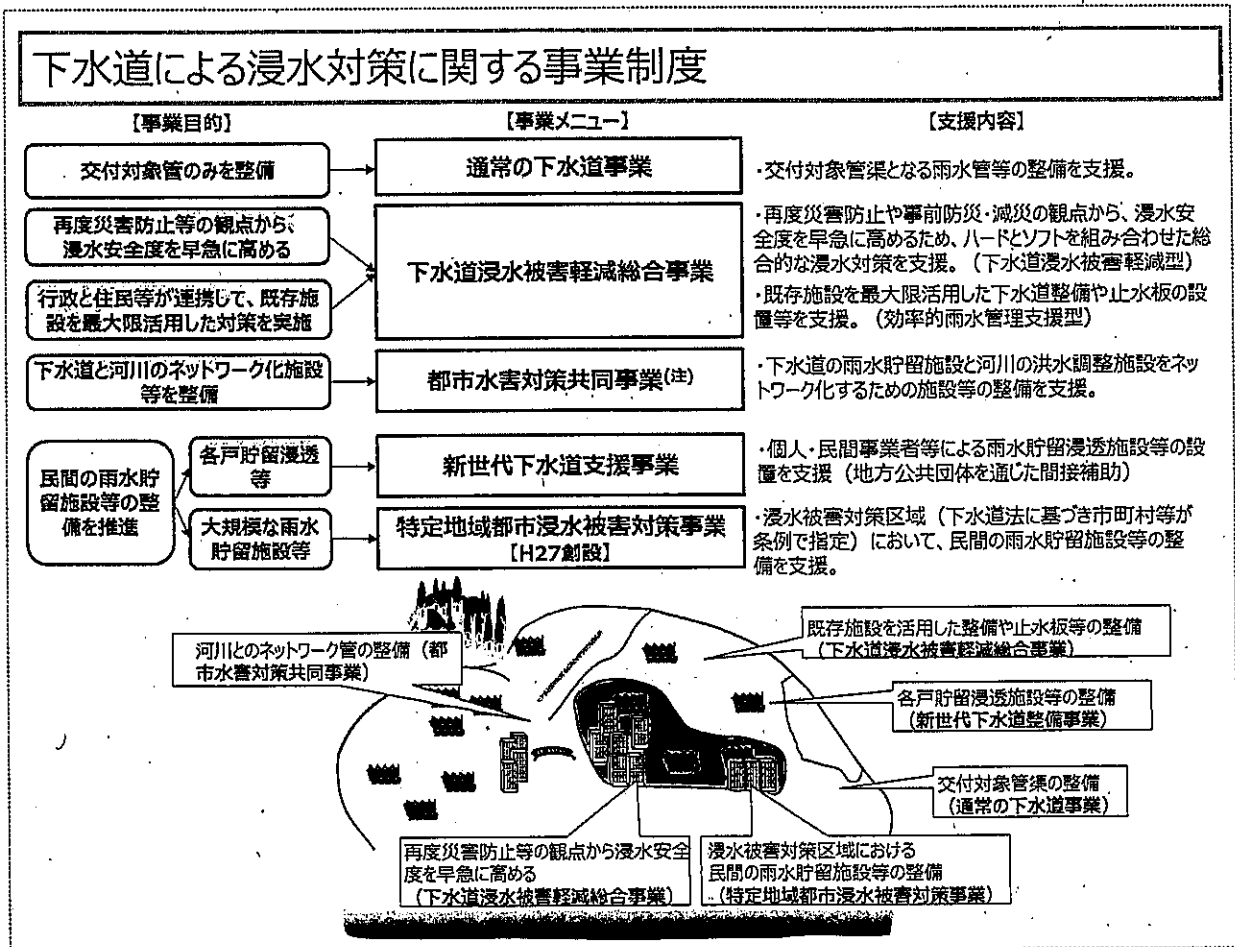 下水道による浸水対策に関する事業制度
【事業目的】
【事業メニュー】
【支援内容】
交付対象管のみを整備
通常の下水道事業
・交付対象管渠となる雨水管等の整備を支援。
再度災害防止等の観点から、
浸水安全度を早急に高める
行政と住民等が連携して、既存施
設を最大限活用した対策を実施
下水道浸水被害軽減総合事業
・再度災害防止や事前防災・減災の観点から、浸水安
全度を早急に高めるため、ハードとソフトを組み合わせた総
合的な浸水対策を支援。（下水道浸水被害軽減型）
・既存施設を最大限活用した下水道整備や止水板の設
置等を支援。（効率的雨水管理支援型）
下水道と河川のネットワーク化施設
等を整備
都市水害対策共同事業(注)
・下水道の雨水貯留施設と河川の洪水調整施設をネッ
トワーク化するための施設等の整備を支援。
民間の雨水貯
留施設等の整
備を推進
各戸貯留浸透
等
新世代下水道支援事業
・個人・民間事業者等による雨水貯留浸透施設等の設
置を支援（地方公共団体を通じた間接補助）
大規模な雨水
貯留施設等
特定地域都市浸水被害対策事業
【H27創設】
・浸水被害対策区域（下水道法に基づき市町村等が
条例で指定）において、民間の雨水貯留施設等の整
備を支援。
河川とのネットワーク管の整備（都
市水害対策共同事業）
既存施設を活用した整備や止水板等の整備
（下水道浸水被害軽減総合事業）
各戸貯留浸透施設等の整備
（新世代下水道整備事業）
交付対象管渠の整備
（通常の下水道事業）
再度災害防止等の観点から浸水安全
度を早急に高める
（下水道浸水被害軽減総合事業）
浸水被害対策区域における
民間の雨水貯留施設等の整備
（特定地域都市浸水被害対策事業）